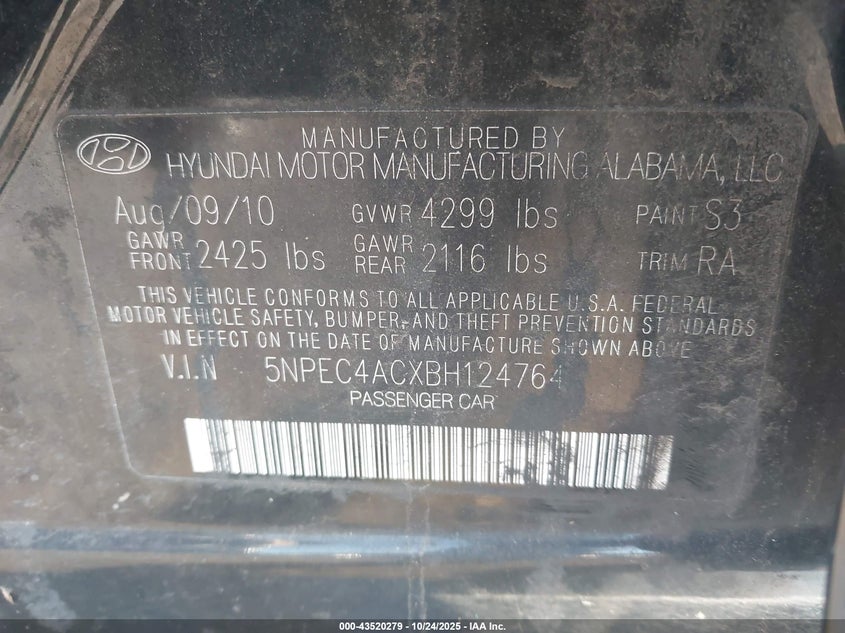 MANUFACTURED BY
HYUNDAI MOTOR MANUFACTURING ALABAMA, LLC
Aug/09/10 GVWR 4299 lbs PAINT S3
GAWR FRONT 2425 lbs GAWR REAR 2116 lbs TRIM RA
THIS VEHICLE CONFORMS TO ALL APPLICABLE U.S.A. FEDERAL
MOTOR VEHICLE SAFETY, BUMPER, AND THEFT PREVENTION STANDARDS
IN EFFECT ON THE DATE OF MANUFACTURE SHOWN ABOVE.
V.I.N 5NPEC4ACXBH124764
PASSENGER CAR
000-43520279 - 10/24/2025 - IAA Inc.